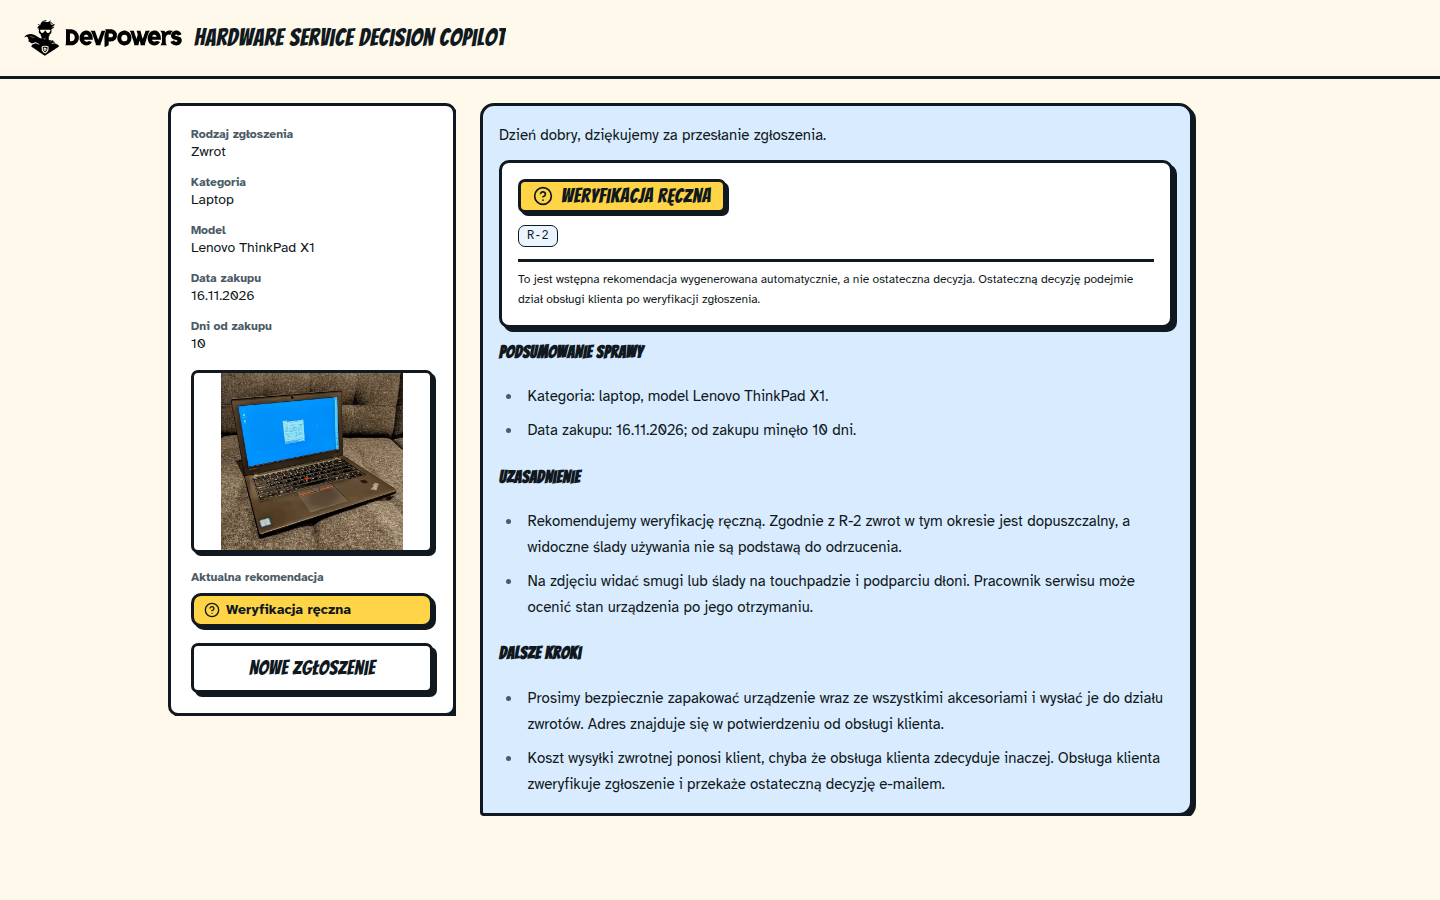 DevPowers HARDWARE SERVICE DECISION COPILOT
Rodzaj zgłoszenia
Zwrot
Kategoria
Laptop
Model
Lenovo ThinkPad X1
Data zakupu
16.11.2026
Dni od zakupu
10
Aktualna rekomendacja
Weryfikacja ręczna
NOWE ZGŁOSZENIE
Dzień dobry, dziękujemy za przesłanie zgłoszenia.
WERYFIKACJA RĘCZNA
R-2
To jest wstępna rekomendacja wygenerowana automatycznie, a nie ostateczna decyzja. Ostateczną decyzję podejmie
dział obsługi klienta po weryfikacji zgłoszenia.
PODSUMOWANIE SPRAWY
Kategoria: laptop, model Lenovo ThinkPad X1.
Data zakupu: 16.11.2026; od zakupu minęło 10 dni.
UZASADNIENIE
Rekomendujemy weryfikację ręczną. Zgodnie z R-2 zwrot w tym okresie jest dopuszczalny, a
widoczne ślady używania nie są podstawą do odrzucenia.
Na zdjęciu widać smugi lub ślady na touchpadzie i podparciu dłoni. Pracownik serwisu może
ocenić stan urządzenia po jego otrzymaniu.
DALSZE KROKI
Prosimy bezpiecznie zapakować urządzenie wraz ze wszystkimi akcesoriami i wysłać je do działu
zwrotów. Adres znajduje się w potwierdzeniu od obsługi klienta.
Koszt wysyłki zwrotnej ponosi klient, chyba że obsługa klienta zdecyduje inaczej. Obsługa klienta
zweryfikuje zgłoszenie i przekaże ostateczną decyzję e-mailem.